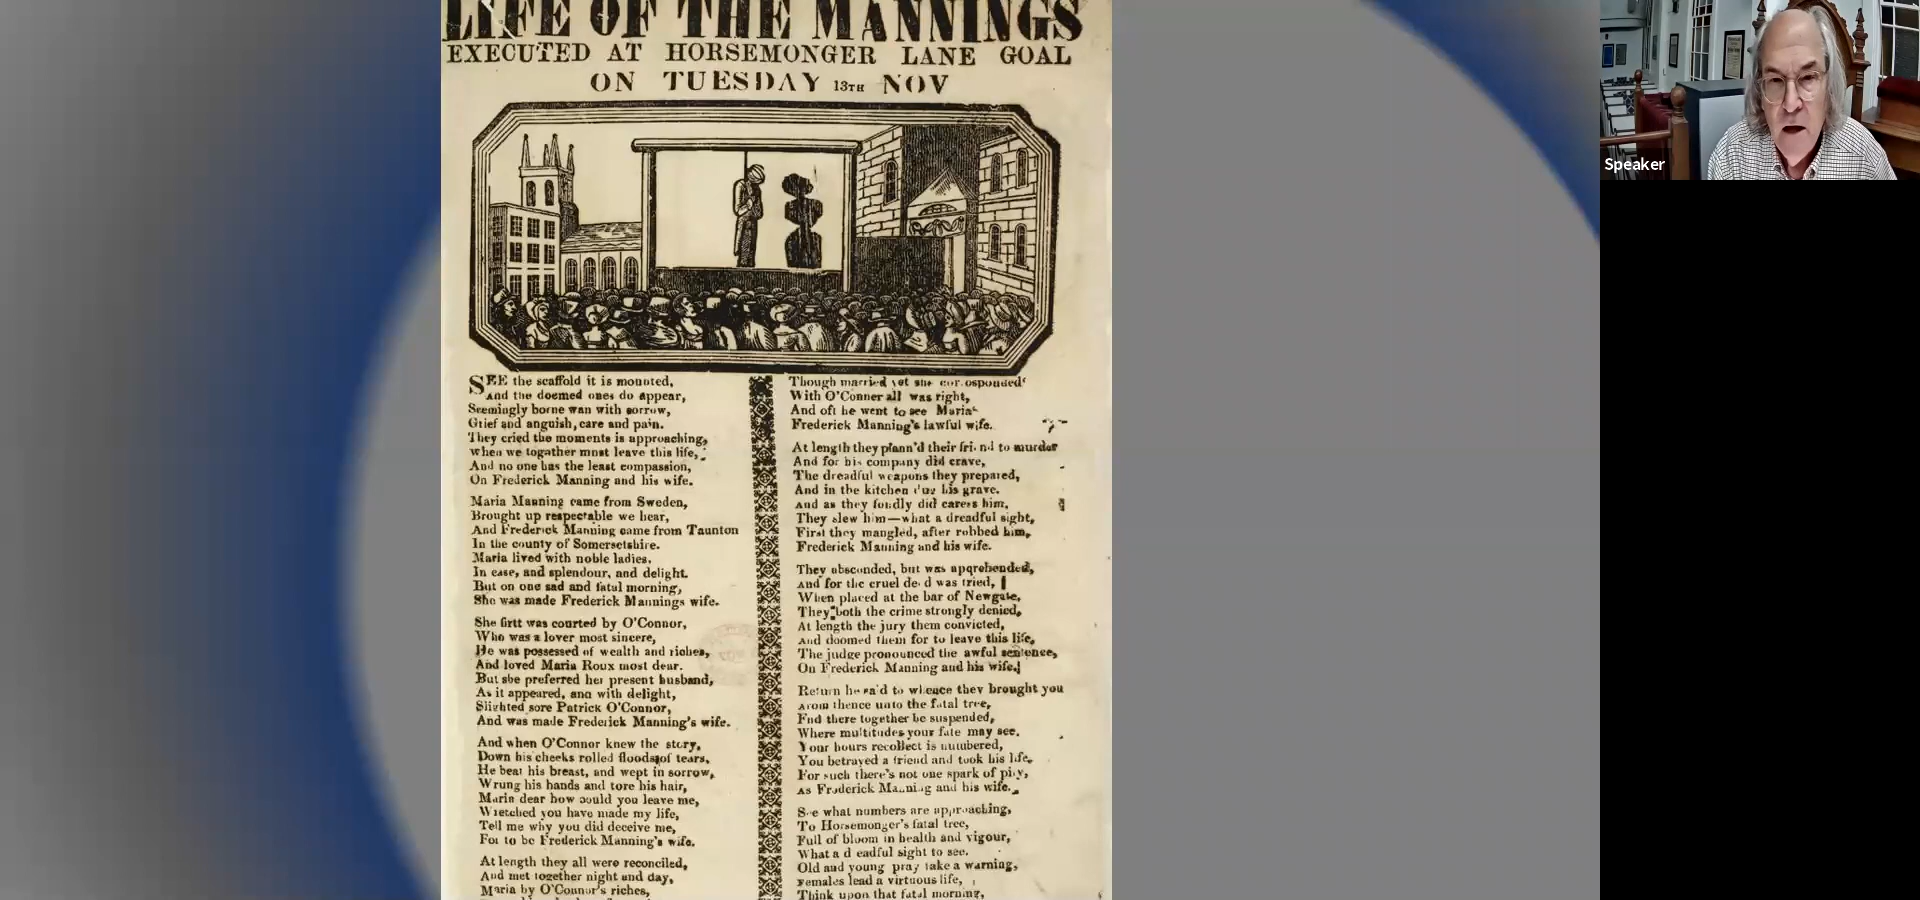 LIFE OF THE MANNINGS
EXECUTED AT HORSEMONGER LANE GOAL
ON TUESDAY 13TH NOV
SEE the scaffold it is mounted,
And the doemed ones do appear,
Seemingly borne wan with sorrow,
Grief and anguish, care and pain.
They cried the moments is approaching,
When we together must leave this life,
And no one has the least compassion,
On Frederick Manning and his wife.
Maria Manning came from Sweden,
Brought up respectable we hear,
And Frederick Manning came from Taunton
In the county of Somersetshire.
Maria lived with noble ladies,
In ease, and splendour, and delight.
But on one sad and fatal morning,
She was made Frederick Mannings wife.
She firtt was courted by O'Connor,
Who was a lover most sincere,
He was possessed of wealth and riches,
And loved Maria Roux most dear.
But she preferred her present husband,
As it appeared, and with delight,
Slighted sore Patrick O'Connor,
And was made Frederick Manning's wife.
And when O'Connor knew the story,
Down his cheeks rolled floods of tears,
He beat his breast, and wept in sorrow,
Wrung his hands and tore his hair,
Maria dear how could you leave me,
Wretched you have made my life,
Tell me why you did deceive me,
For to be Frederick Manning's wife.
At length they all were reconciled,
And met together night and day,
Maria by O'Connor's riches,
Though married yet she
With O'Conner all was right,
And oft he went to see Maria
Frederick Manning's lawful wife.
At length they plann'd their friend to murder
And for his company did crave,
The dreadful weapons they prepared,
And in the kitchen dug his grave.
And as they fondly did caress him,
They slew him—what a dreadful sight,
First they mangled, after robbed him,
Frederick Manning and his wife.
They absconded, but was apqrehended,
And for the cruel deed was tried,
When placed at the bar of Newgate,
They both the crime strongly denied,
At length the jury them convicted,
And doomed them for to leave this life,
The judge pronounced the awful sentence,
On Frederick Manning and his wife.
Return he said to whence they brought you
From thence unto the fatal tree,
End there together be suspended,
Where multitudes your fate may see.
Your hours recollect is numbered,
You betrayed a friend and took his life,
For such there's not one spark of pity,
As Frederick Manning and his wife.
See what numbers are approaching,
To Horsemonger's fatal tree,
Full of bloom in health and vigour,
What a dreadful sight to see.
Old and young pray take a warning,
Females lead a virtuous life,
Think upon that fatal morning,
Speaker